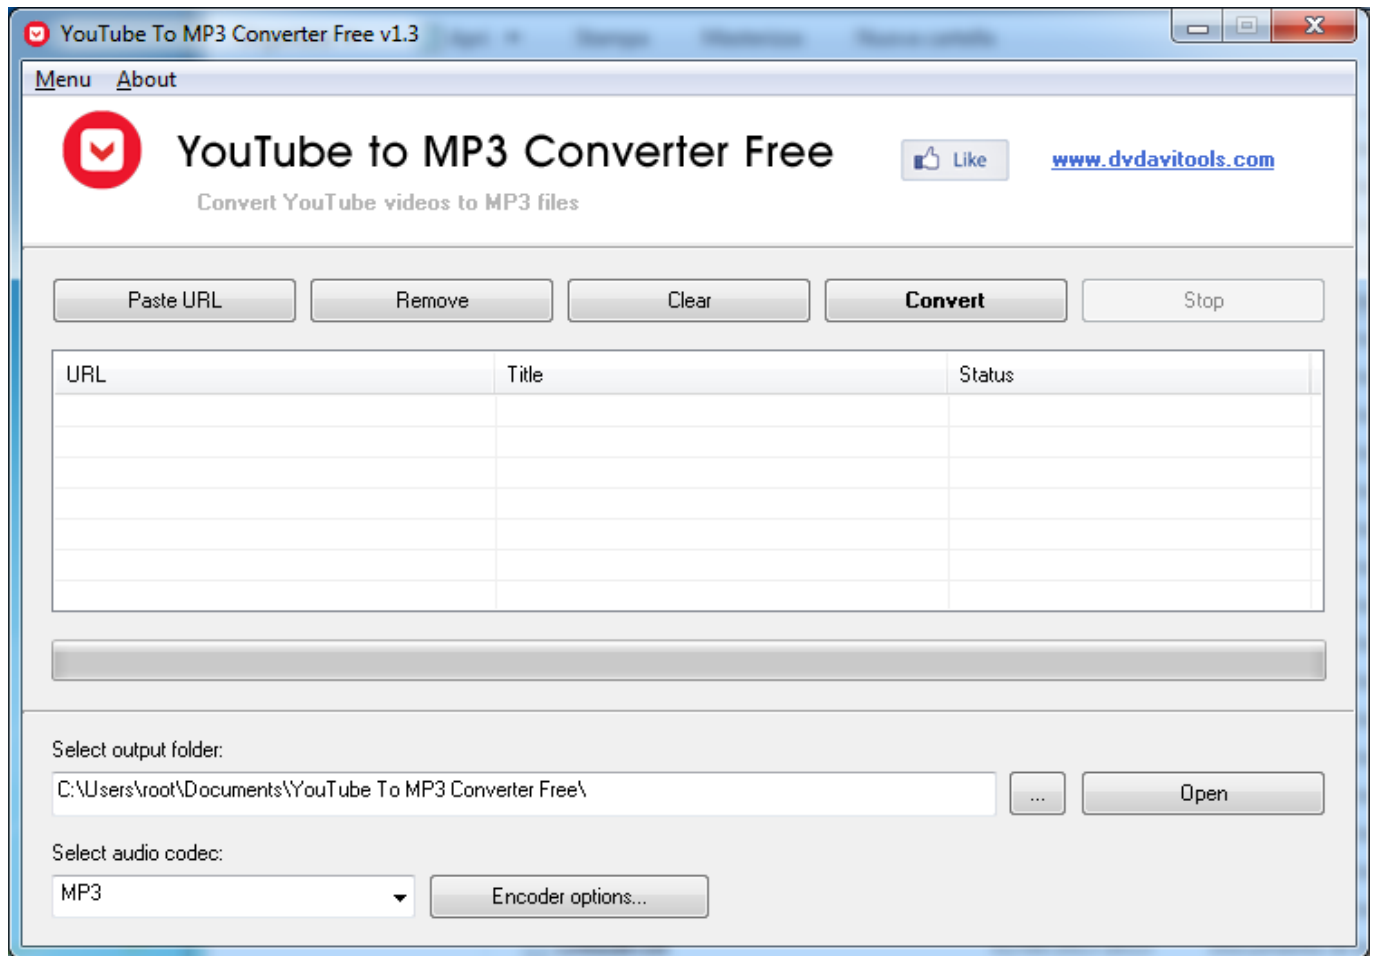 YouTube To MP3 Converter Free v1.3
Menu About
YouTube to MP3 Converter Free
Like
www.dvdavitools.com
Convert YouTube videos to MP3 files
Paste URL Remove Clear Convert Stop
URL Title Status
Select output folder:
C:\Users\root\Documents\YouTube To MP3 Converter Free\
... Open
Select audio codec:
MP3
Encoder options...